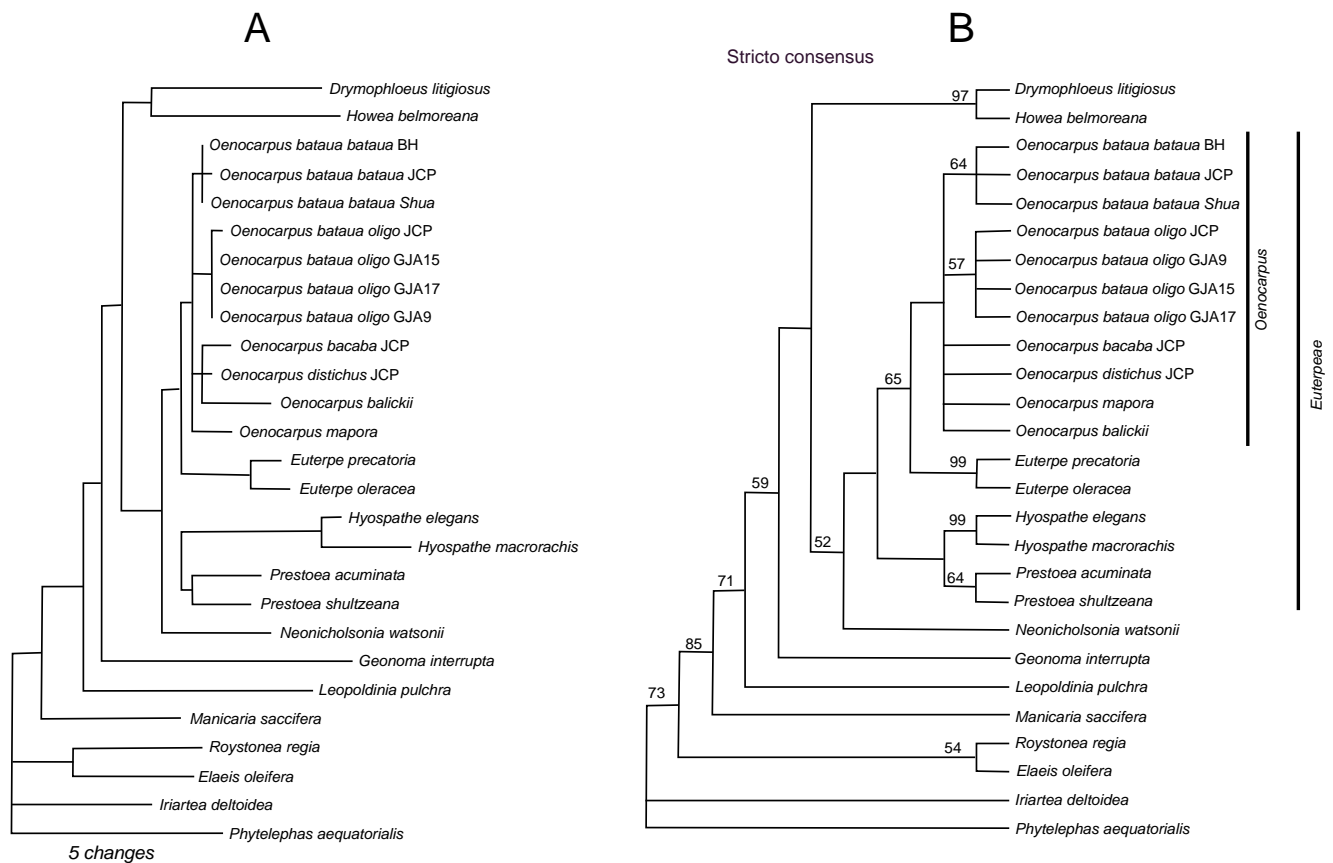 A
Drymophloeus litigiosus
Howea belmoreana
Oenocarpus bataua bataua BH
Oenocarpus bataua bataua JCP
Oenocarpus bataua bataua Shua
Oenocarpus bataua oligo JCP
Oenocarpus bataua oligo GJA15
Oenocarpus bataua oligo GJA17
Oenocarpus bataua oligo GJA9
Oenocarpus bacaba JCP
Oenocarpus distichus JCP
Oenocarpus balickii
Oenocarpus mapora
Euterpe precatoria
Euterpe oleracea
Hyospathe elegans
Hyospathe macrorachis
Prestoea acuminata
Prestoea shultzeana
Neonicholsonia watsonii
Geonoma interrupta
Leopoldinia pulchra
Manicaria saccifera
Roystonea regia
Elaeis oleifera
Iriartea deltoidea
Phytelephas aequatorialis
5 changes
B
Stricto consensus
97
Drymophloeus litigiosus
Howea belmoreana
Oenocarpus bataua bataua BH
64
Oenocarpus bataua bataua JCP
Oenocarpus bataua bataua Shua
Oenocarpus bataua oligo JCP
57
Oenocarpus bataua oligo GJA9
Oenocarpus bataua oligo GJA15
Oenocarpus bataua oligo GJA17
Oenocarpus bacaba JCP
Oenocarpus distichus JCP
65
Oenocarpus mapora
Oenocarpus balickii
99
Euterpe precatoria
Euterpe oleracea
59
99
Hyospathe elegans
Hyospathe macrorachis
52
64
Prestoea acuminata
Prestoea shultzeana
71
Neonicholsonia watsonii
85
Geonoma interrupta
Leopoldinia pulchra
73
Manicaria saccifera
54
Roystonea regia
Elaeis oleifera
Iriartea deltoidea
Phytelephas aequatorialis
Oenocarpus
Euterpeae